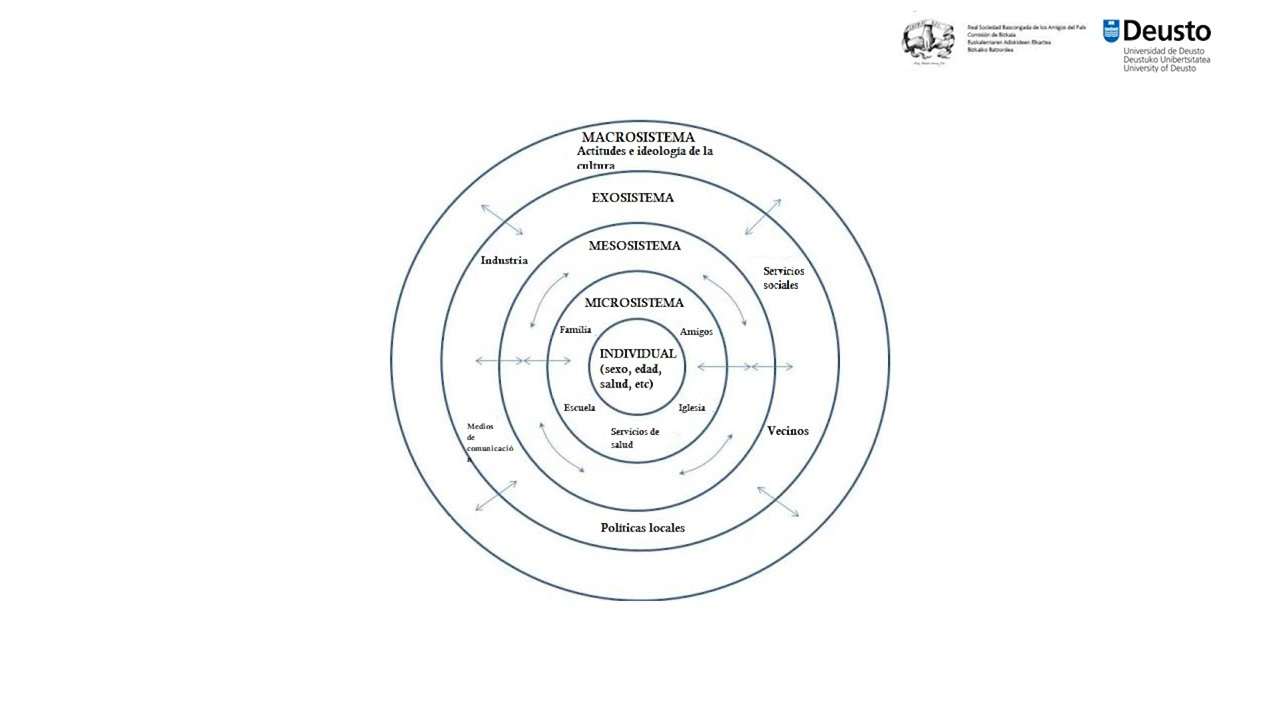 Real Sociedad Bascongada de los Amigos del País
Comisión de Bizkaia
Euskalerriaren Adiskideen Elkartea
Bizkaiko Batzordea
Deusto
Universidad de Deusto
Deustuko Unibertsitatea
University of Deusto
MACROSISTEMA
Actitudes e ideología de la
cultura
EXOSISTEMA
MESOSISTEMA
Industria
Servicios
sociales
MICROSISTEMA
Familia
Amigos
INDIVIDUAL
(sexo, edad,
salud, etc)
Escuela
Iglesia
Servicios de
salud
Medios
de
comunicació
n
Vecinos
Políticas locales